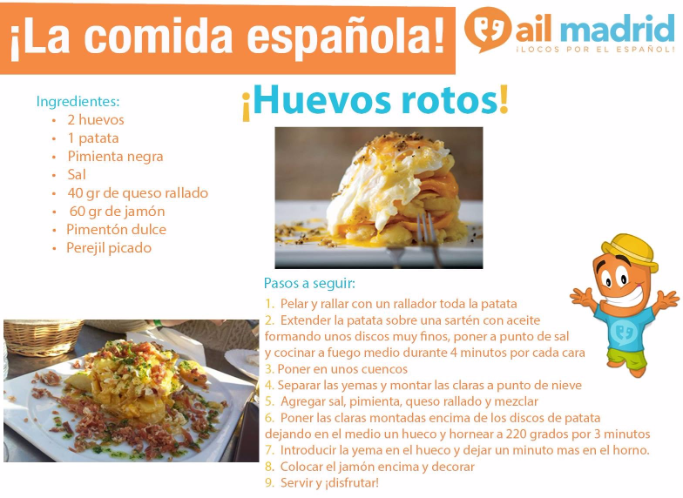 ¡La comida española!
ail madrid
¡LOCOS POR EL ESPAÑOL!
¡Huevos rotos!
Ingredientes:
• 2 huevos
• 1 patata
• Pimienta negra
• Sal
• 40 gr de queso rallado
• 60 gr de jamón
• Pimentón dulce
• Perejil picado
Pasos a seguir:
1. Pelar y rallar con un rallador toda la patata
2. Extender la patata sobre una sartén con aceite
formando unos discos muy finos, poner a punto de sal
y cocinar a fuego medio durante 4 minutos por cada cara
3. Poner en unos cuencos
4. Separar las yemas y montar las claras a punto de nieve
5. Agregar sal, pimienta, queso rallado y mezclar
6. Poner las claras montadas encima de los discos de patata
dejando en el medio un hueco y hornear a 220 grados por 3 minutos
7. Introducir la yema en el hueco y dejar un minuto mas en el horno.
8. Colocar el jamón encima y decorar
9. Servir y ¡disfrutar!